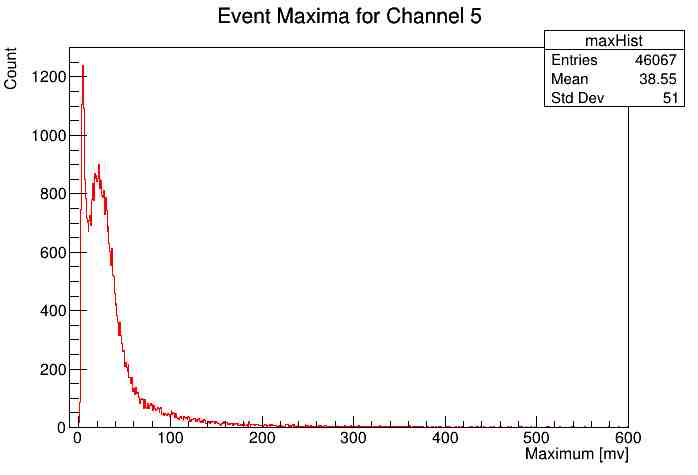 Event Maxima for Channel 5
Count
maxHist
Entries 46067
Mean 38.55
Std Dev 51
1200
1000
800
600
400
200
0
0 100 200 300 400 500 600
Maximum [mv]